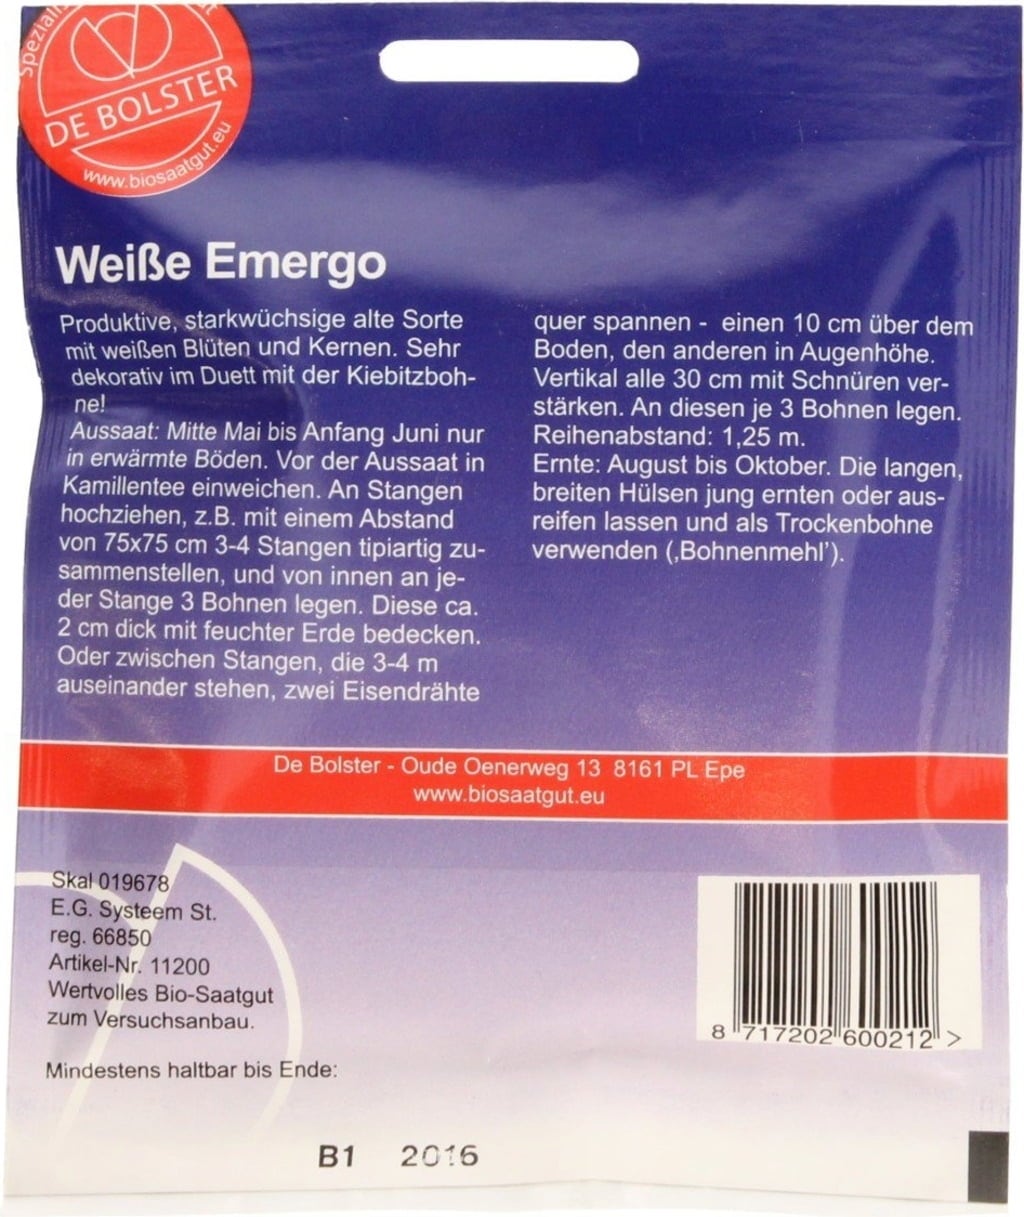 Speziali
DE BOLSTER
www.biosaatgut.eu
Weiße Emergo
Produktive, starkwüchsige alte Sorte
mit weißen Blüten und Kernen. Sehr
dekorativ im Duett mit der Kiebitzboh-
ne!
Aussaat: Mitte Mai bis Anfang Juni nur
in erwärmte Böden. Vor der Aussaat in
Kamillentee einweichen. An Stangen
hochziehen, z.B. mit einem Abstand
von 75x75 cm 3-4 Stangen tipiartig zu-
sammenstellen, und von innen an je-
der Stange 3 Bohnen legen. Diese ca.
2 cm dick mit feuchter Erde bedecken.
Oder zwischen Stangen, die 3-4 m
auseinander stehen, zwei Eisendrähte
quer spannen - einen 10 cm über dem
Boden, den anderen in Augenhöhe.
Vertikal alle 30 cm mit Schnüren ver-
stärken. An diesen je 3 Bohnen legen.
Reihenabstand: 1,25 m.
Ernte: August bis Oktober. Die langen,
breiten Hülsen jung ernten oder aus-
reifen lassen und als Trockenbohne
verwenden (‚Bohnenmehl’).
De Bolster - Oude Oenerweg 13 8161 PL Epe
www.biosaatgut.eu
Skal 019678
E.G. Systeem St.
reg. 66850
Artikel-Nr. 11200
Wertvolles Bio-Saatgut
zum Versuchsanbau.
Mindestens haltbar bis Ende:
B1 2016
8 717202 600212 >